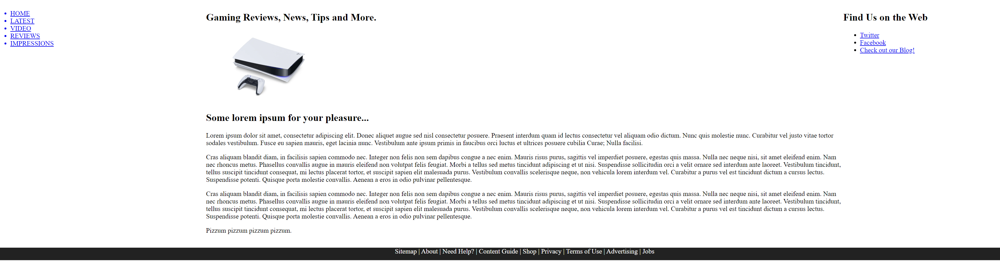 HOME
LATEST
VIDEO
REVIEWS
IMPRESSIONS
Gaming Reviews, News, Tips and More.
Some lorem ipsum for your pleasure...
Lorem ipsum dolor sit amet, consectetur adipiscing elit. Donec aliquet augue sed nisl consectetur posuere. Praesent interdum quam id lectus consectetur vel aliquam odio dictum. Nunc quis molestie nunc. Curabitur vel justo vitae tortor
sodales vestibulum. Fusce eu sapien mauris, eget lacinia nunc. Vestibulum ante ipsum primis in faucibus orci luctus et ultrices posuere cubilia Curae; Nulla facilisi.
Cras aliquam blandit diam, in facilisis sapien commodo nec. Integer non felis non sem dapibus congue a nec enim. Mauris risus purus, sagittis vel imperdiet posuere, egestas quis massa. Nulla nec neque nisi, sit amet eleifend enim. Nam
nec rhoncus metus. Phasellus convallis augue in mauris eleifend non volutpat felis feugiat. Morbi a tellus sed metus tincidunt adipiscing et ut nisi. Suspendisse sollicitudin orci a velit ornare sed interdum ante laoreet. Vestibulum tincidunt,
tellus suscipit tincidunt consequat, mi lectus placerat tortor, et suscipit sapien elit malesuada purus. Vestibulum convallis scelerisque neque, non vehicula lorem interdum vel. Curabitur a purus vel est tincidunt dictum a cursus lectus.
Suspendisse potenti. Quisque porta molestie convallis. Aenean a eros in odio pulvinar pellentesque.
Cras aliquam blandit diam, in facilisis sapien commodo nec. Integer non felis non sem dapibus congue a nec enim. Mauris risus purus, sagittis vel imperdiet posuere, egestas quis massa. Nulla nec neque nisi, sit amet eleifend enim. Nam
nec rhoncus metus. Phasellus convallis augue in mauris eleifend non volutpat felis feugiat. Morbi a tellus sed metus tincidunt adipiscing et ut nisi. Suspendisse sollicitudin orci a velit ornare sed interdum ante laoreet. Vestibulum tincidunt,
tellus suscipit tincidunt consequat, mi lectus placerat tortor, et suscipit sapien elit malesuada purus. Vestibulum convallis scelerisque neque, non vehicula lorem interdum vel. Curabitur a purus vel est tincidunt dictum a cursus lectus.
Suspendisse potenti. Quisque porta molestie convallis. Aenean a eros in odio pulvinar pellentesque.
Pizzum pizzum pizzum pizzum.
Find Us on the Web
Twitter
Facebook
Check out our Blog!
Sitemap | About | Need Help? | Content Guide | Shop | Privacy | Terms of Use | Advertising | Jobs